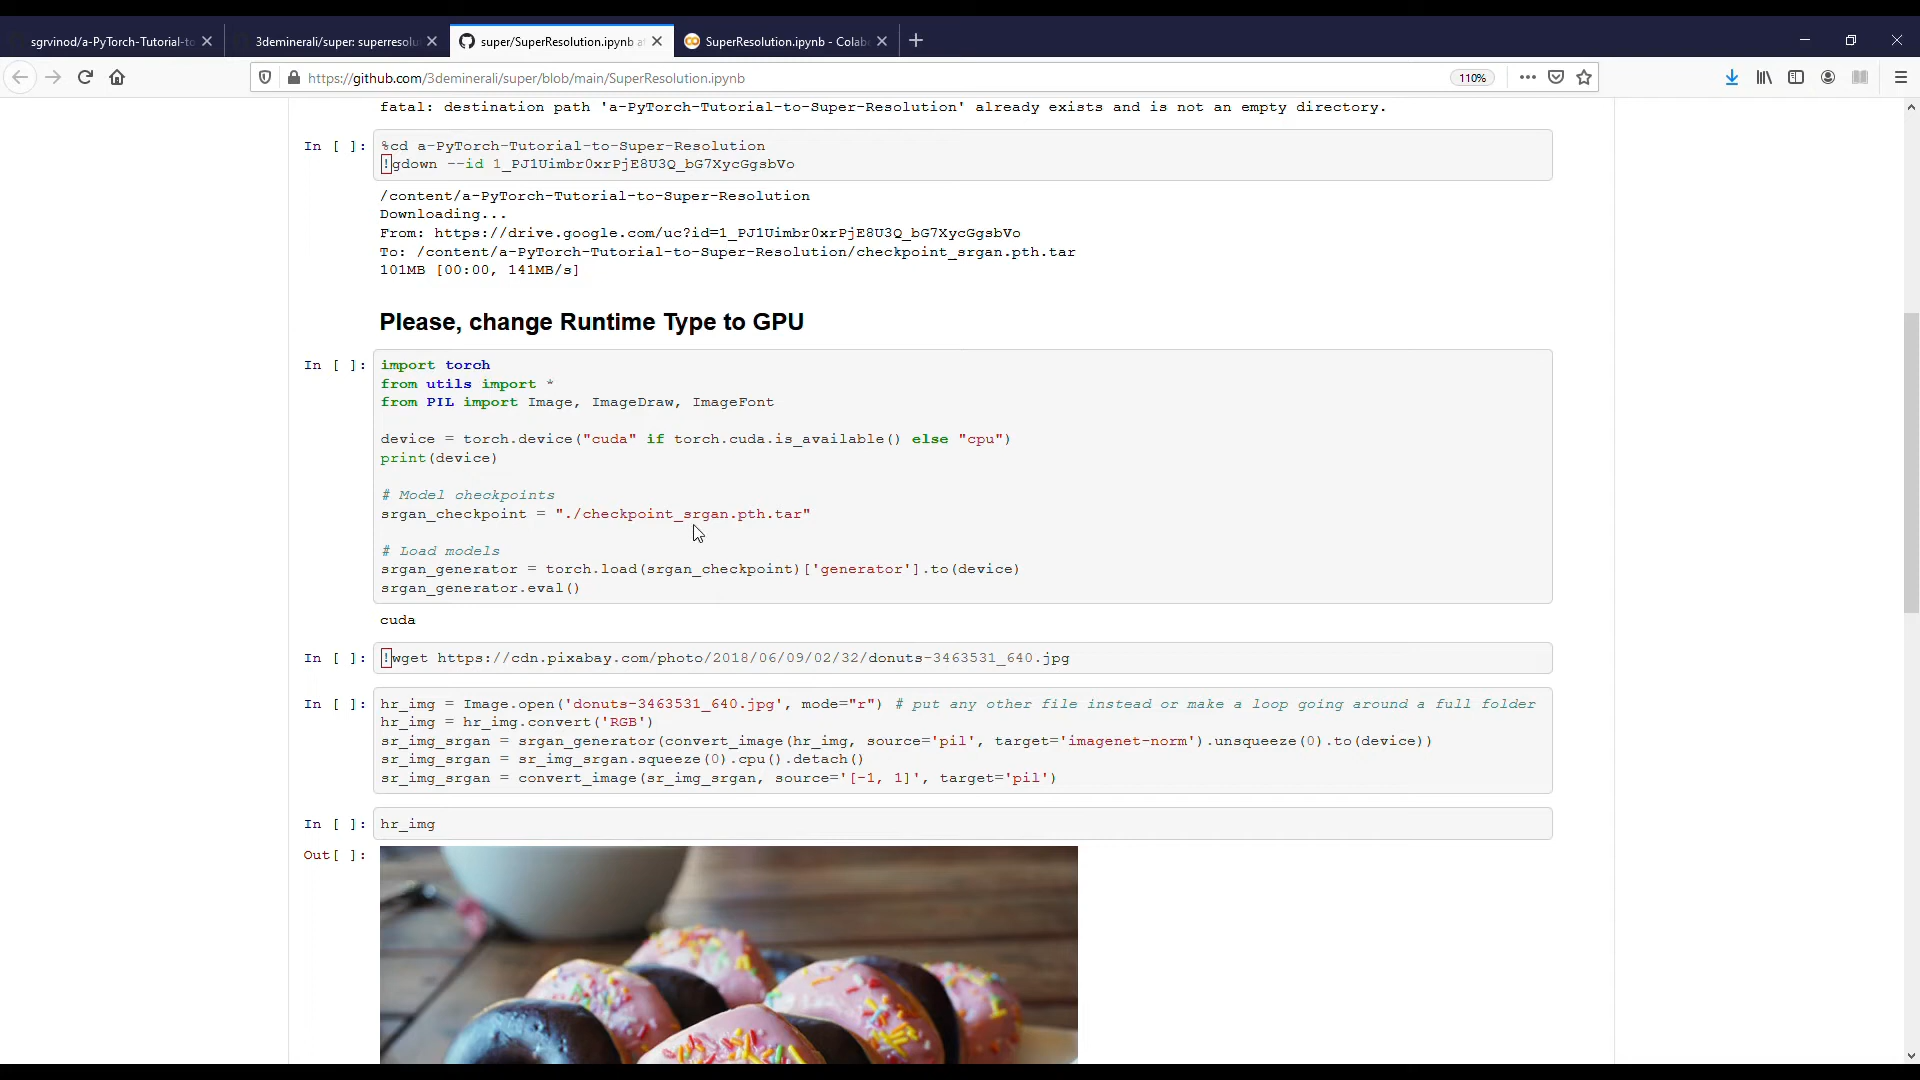 sgrvinod/a-PyTorch-Tutorial-to
3deminerali/super: superresolu
super/SuperResolution.ipynb a
SuperResolution.ipynb - Colab
https://github.com/3deminerali/super/blob/main/SuperResolution.ipynb
110%
fatal: destination path 'a-PyTorch-Tutorial-to-Super-Resolution' already exists and is not an empty directory.
In [ ]: %cd a-PyTorch-Tutorial-to-Super-Resolution
!gdown --id 1_PJ1Uimbr0xrPjE8U3Q_bG7XycGgsbVo
/content/a-PyTorch-Tutorial-to-Super-Resolution
Downloading...
From: https://drive.google.com/uc?id=1_PJ1Uimbr0xrPjE8U3Q_bG7XycGgsbVo
To: /content/a-PyTorch-Tutorial-to-Super-Resolution/checkpoint_srgan.pth.tar
101MB [00:00, 141MB/s]
Please, change Runtime Type to GPU
In [ ]: import torch
from utils import *
from PIL import Image, ImageDraw, ImageFont
device = torch.device("cuda" if torch.cuda.is_available() else "cpu")
print(device)
# Model checkpoints
srgan_checkpoint = "./checkpoint_srgan.pth.tar"
# Load models
srgan_generator = torch.load(srgan_checkpoint)['generator'].to(device)
srgan_generator.eval()
cuda
In [ ]: !wget https://cdn.pixabay.com/photo/2018/06/09/02/32/donuts-3463531_640.jpg
In [ ]: hr_img = Image.open('donuts-3463531_640.jpg', mode="r") # put any other file instead or make a loop going around a full folder
hr_img = hr_img.convert('RGB')
sr_img_srgan = srgan_generator(convert_image(hr_img, source='pil', target='imagenet-norm').unsqueeze(0).to(device))
sr_img_srgan = sr_img_srgan.squeeze(0).cpu().detach()
sr_img_srgan = convert_image(sr_img_srgan, source='[-1, 1]', target='pil')
In [ ]: hr_img
Out[ ]: